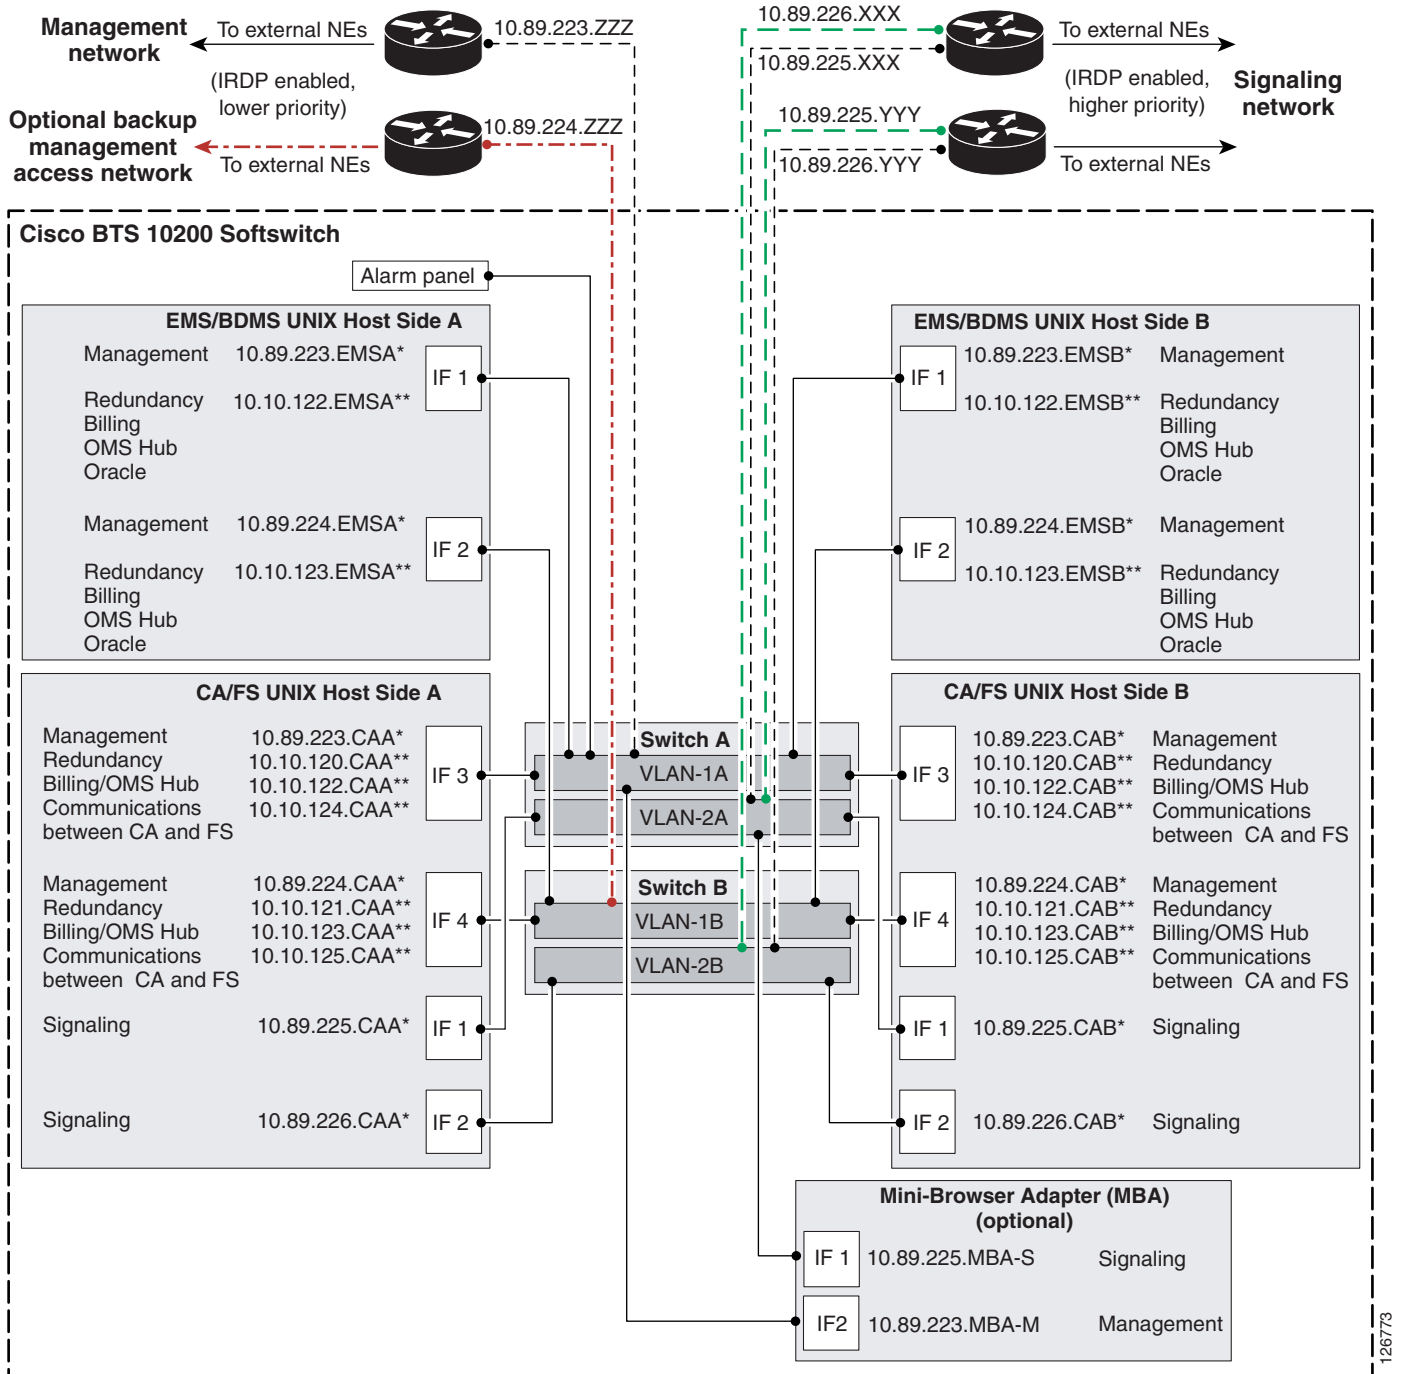 Management
network
To external NEs
(IRDP enabled,
lower priority)
10.89.223.ZZZ
Optional backup
management
access network
To external NEs
10.89.224.ZZZ
10.89.226.XXX
10.89.225.XXX
To external NEs
(IRDP enabled,
higher priority)
Signaling
network
10.89.225.YYY
10.89.226.YYY
To external NEs
Cisco BTS 10200 Softswitch
Alarm panel
EMS/BDMS UNIX Host Side A
Management 10.89.223.EMSA*
IF 1
Redundancy 10.10.122.EMSA**
Billing
OMS Hub
Oracle
Management 10.89.224.EMSA*
IF 2
Redundancy 10.10.123.EMSA**
Billing
OMS Hub
Oracle
EMS/BDMS UNIX Host Side B
10.89.223.EMSB* Management
IF 1
10.10.122.EMSB** Redundancy
Billing
OMS Hub
Oracle
10.89.224.EMSB* Management
IF 2
10.10.123.EMSB** Redundancy
Billing
OMS Hub
Oracle
CA/FS UNIX Host Side A
Management 10.89.223.CAA*
Redundancy 10.10.120.CAA**
IF 3
Billing/OMS Hub 10.10.122.CAA**
Communications 10.10.124.CAA**
between CA and FS
Management 10.89.224.CAA*
Redundancy 10.10.121.CAA**
IF 4
Billing/OMS Hub 10.10.123.CAA**
Communications 10.10.125.CAA**
between CA and FS
Signaling 10.89.225.CAA* IF 1
Signaling 10.89.226.CAA* IF 2
Switch A
VLAN-1A
VLAN-2A
Switch B
VLAN-1B
VLAN-2B
CA/FS UNIX Host Side B
10.89.223.CAB* Management
10.10.120.CAB** Redundancy
IF 3
10.10.122.CAB** Billing/OMS Hub
10.10.124.CAB** Communications
between CA and FS
10.89.224.CAB* Management
10.10.121.CAB** Redundancy
IF 4
10.10.123.CAB** Billing/OMS Hub
10.10.125.CAB** Communications
between CA and FS
IF 1 10.89.225.CAB* Signaling
IF 2 10.89.226.CAB* Signaling
Mini-Browser Adapter (MBA)
(optional)
IF 1 10.89.225.MBA-S Signaling
IF2 10.89.223.MBA-M Management
126773